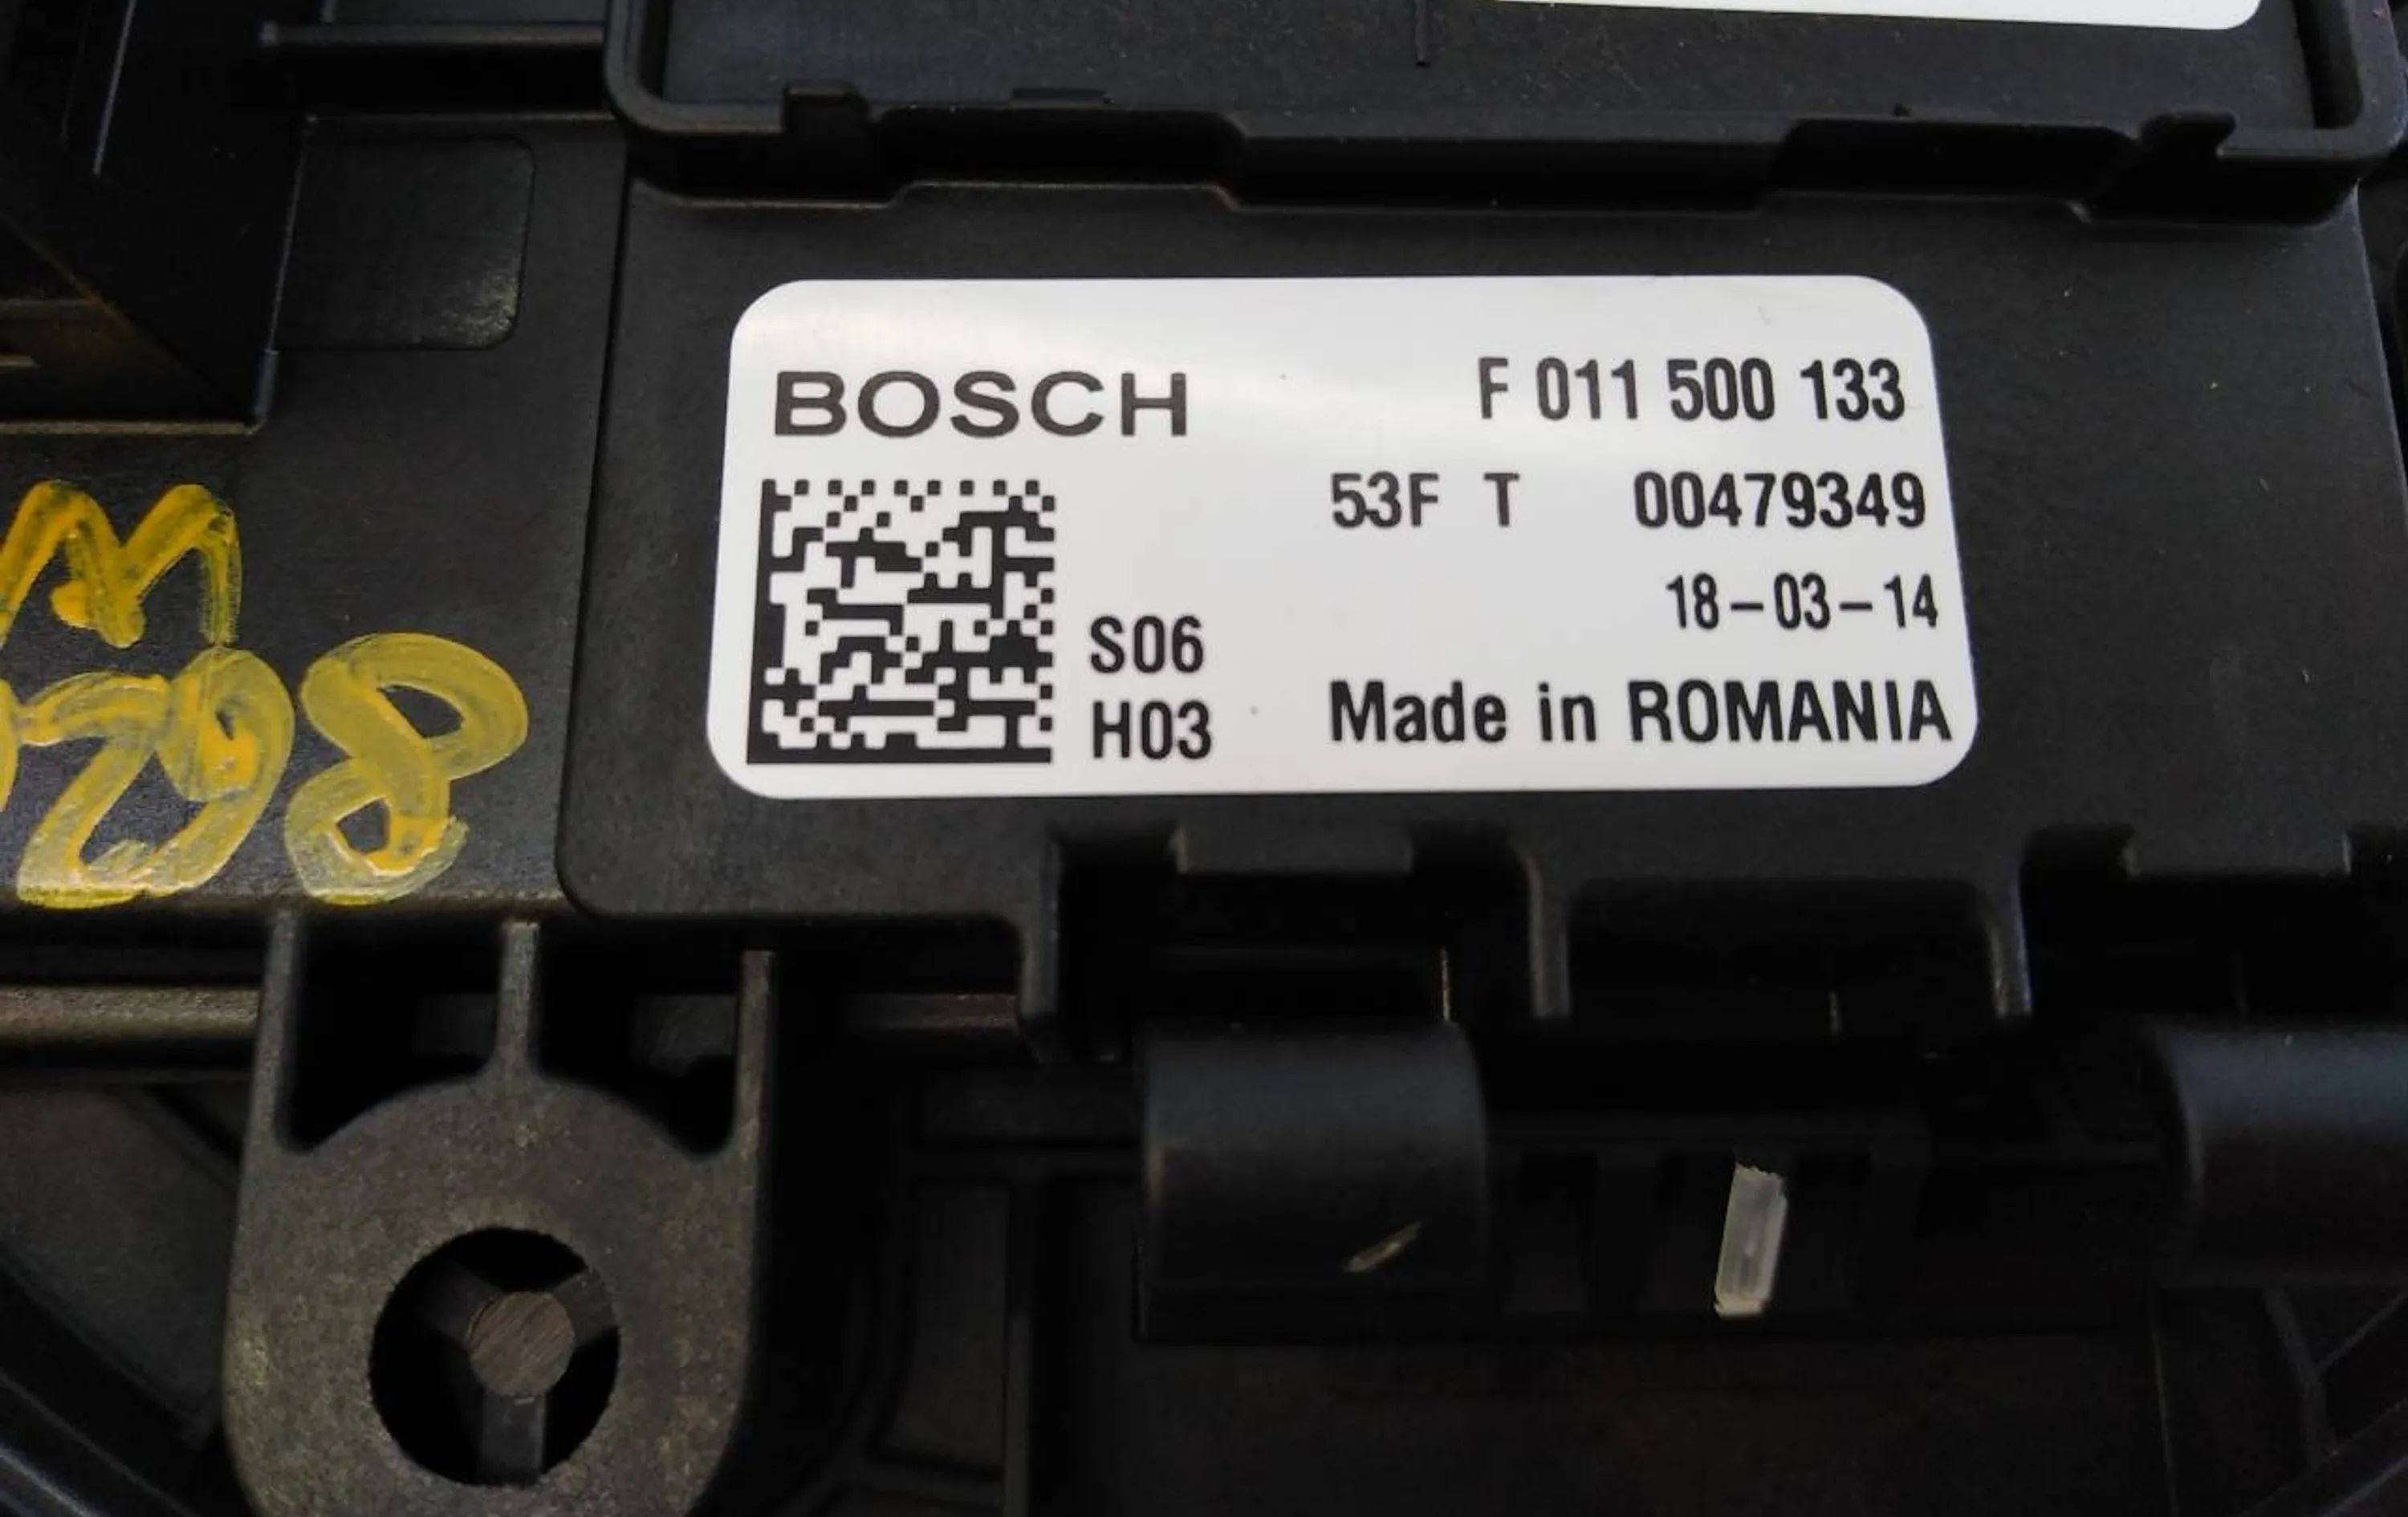 BOSCH F 011 500 133
53F T 00479349
18-03-14
S06
H03 Made in ROMANIA